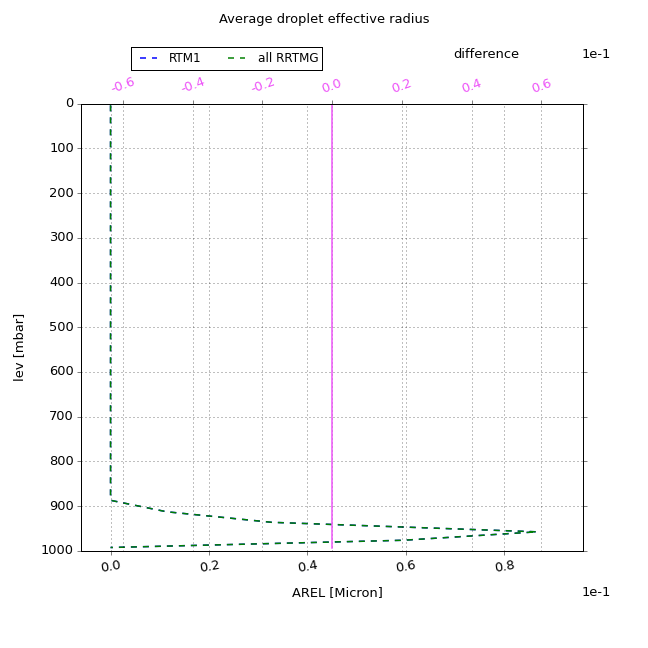 Average droplet effective radius
RTM1 all RRTMG difference 1e-1
-0.6 -0.4 -0.2 0.0 0.2 0.4 0.6
0
100
200
300
400
500
600
700
800
900
1000
lev [mbar]
0.0 0.2 0.4 0.6 0.8
AREL [Micron] 1e-1